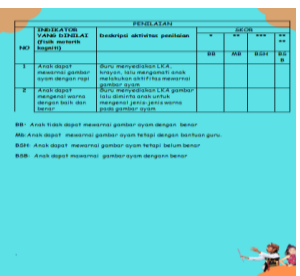 PENILAIAN
NO INDIKATOR YANG DINILAI (Fisik motorik kognitif) Deskripsi aktivitas penilaian SKOR
* ** *** ****
BB MB BSH BSB
1 Anak dapat mewarnai gambar ayam dengan rapi Guru menyediakan LKA, krayon, lalu mengamati anak melakukan aktifitas mewarnai gambar ayam
2 Anak dapat mengenal warna dengan baik dan benar Guru menyediakan LKA gambar lalu diminta anak untuk mengenal jenis-jenis warna pada gambar ayam
BB: Anak tidak dapat mewarnai gambar ayam dengan benar
MB: Anak dapat mewarnai gambar ayam tetapi dengan bantuan guru.
BSH: Anak dapat mewarnai gambar ayam tetapi belum benar
BSB: Anak dapat mewarnai gambar ayam dengann benar